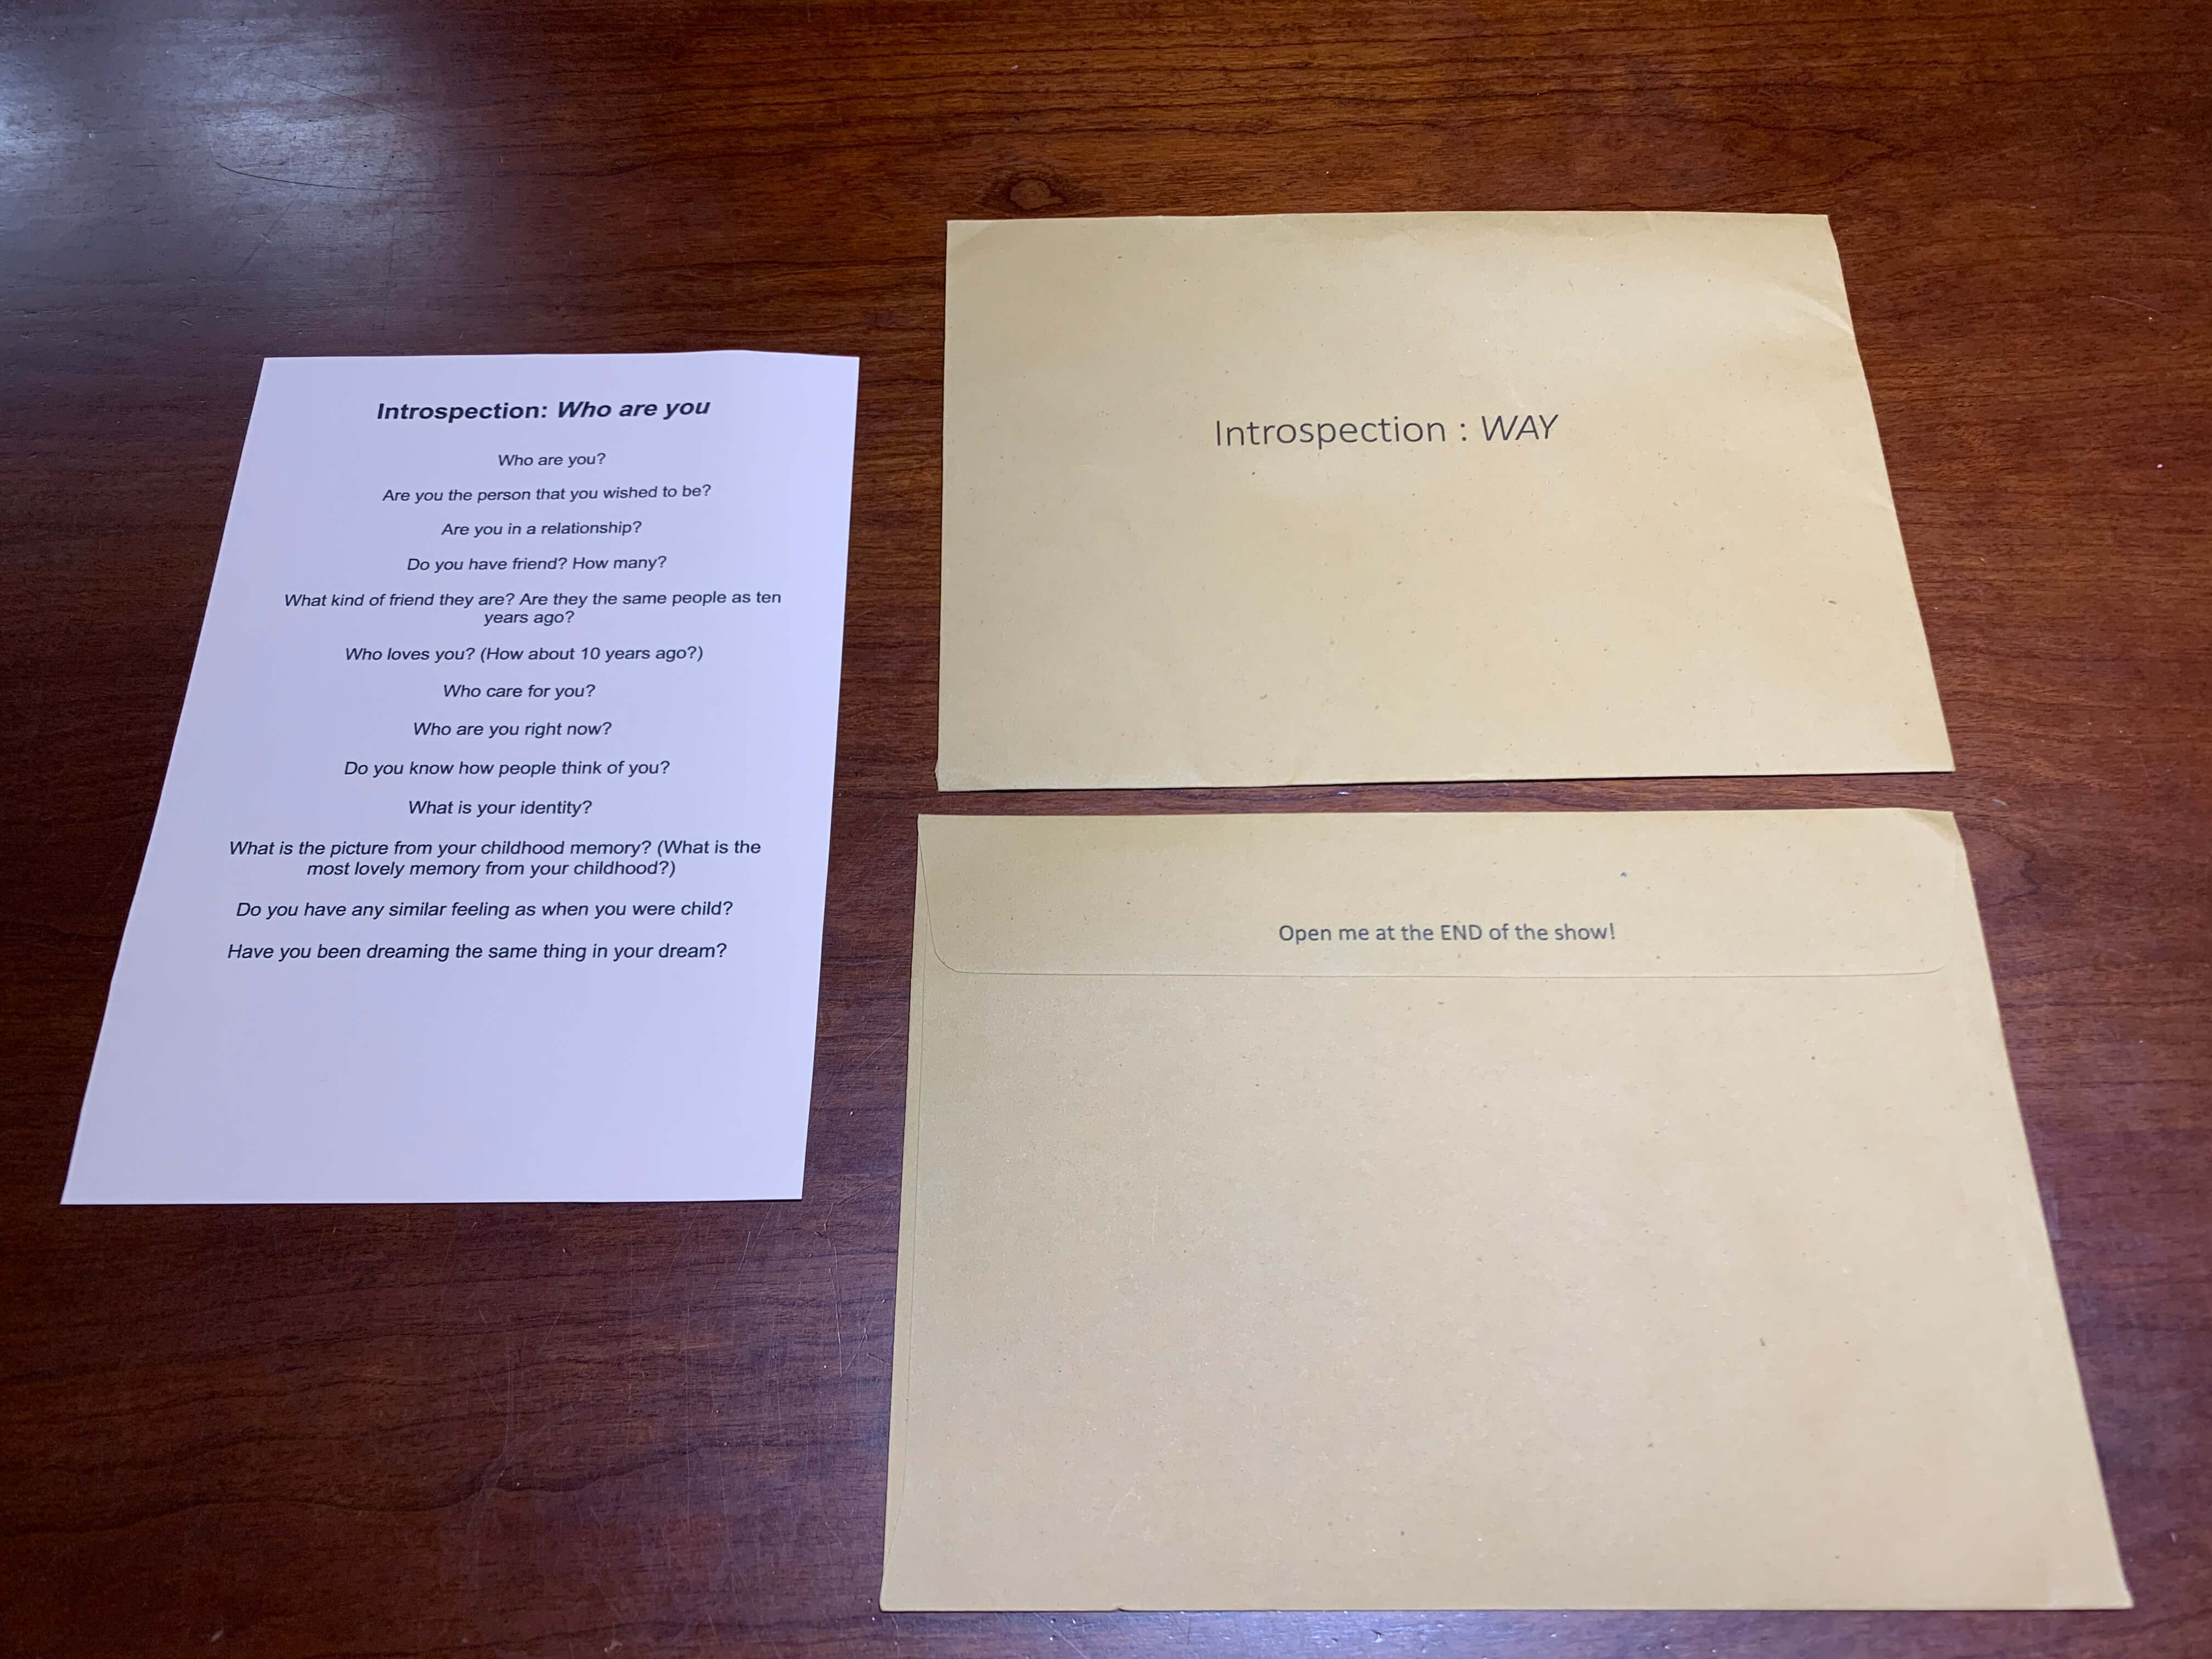 Introspection: Who are you
Who are you?
Are you the person that you wished to be?
Are you in a relationship?
Do you have friend? How many?
What kind of friend they are? Are they the same people as ten
years ago?
Who loves you? (How about 10 years ago?)
Who care for you?
Who are you right now?
Do you know how people think of you?
What is your identity?
What is the picture from your childhood memory? (What is the
most lovely memory from your childhood?)
Do you have any similar feeling as when you were child?
Have you been dreaming the same thing in your dream?
Introspection : WAY
Open me at the END of the show!